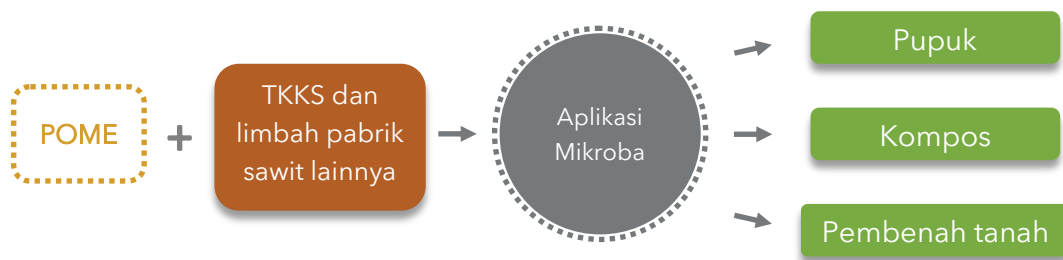 POME
+
TKKS dan
limbah pabrik
sawit lainnya
Aplikasi
Mikroba
Pupuk
Kompos
Pembenah tanah